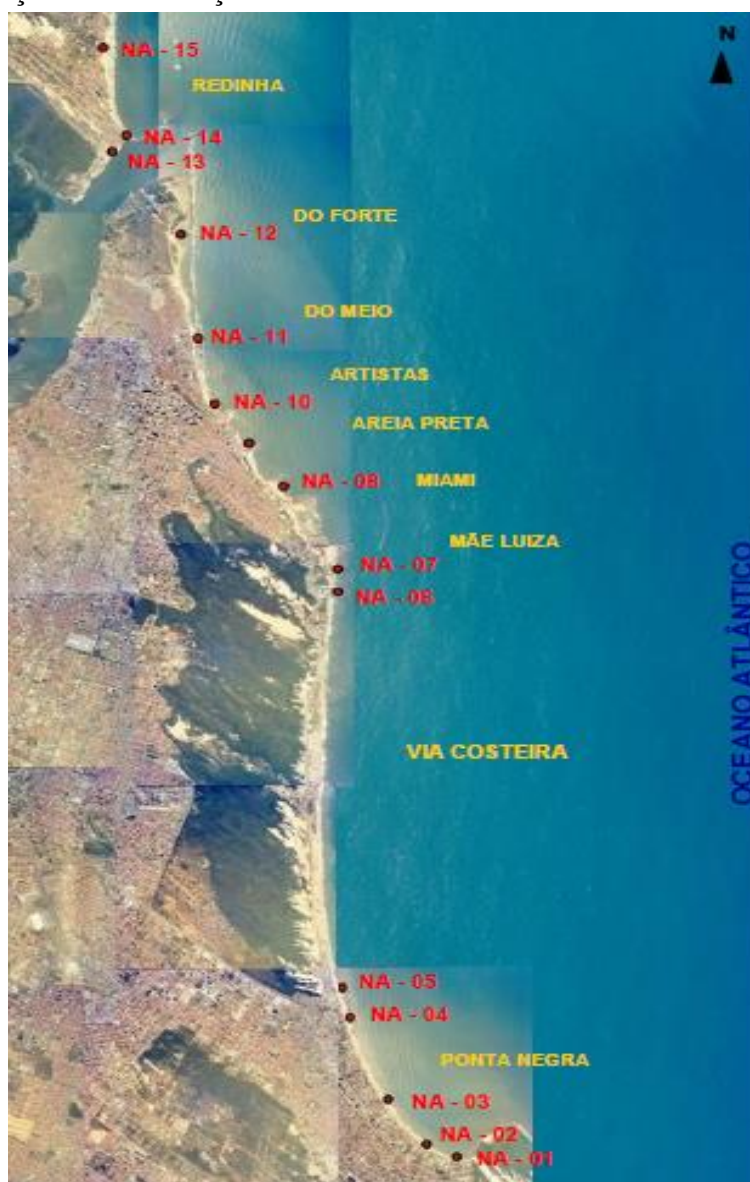 N
NA - 15
REDINHA
NA - 14
NA - 13
DO FORTE
NA - 12
DO MEIO
NA - 11
ARTISTAS
NA - 10
AREIA PRETA
NA - 08
MIAMI
MÃE LUIZA
NA - 07
NA - 06
OCEANO ATLÂNTICO
VIA COSTEIRA
NA - 05
NA - 04
PONTA NEGRA
NA - 03
NA - 02
NA - 01